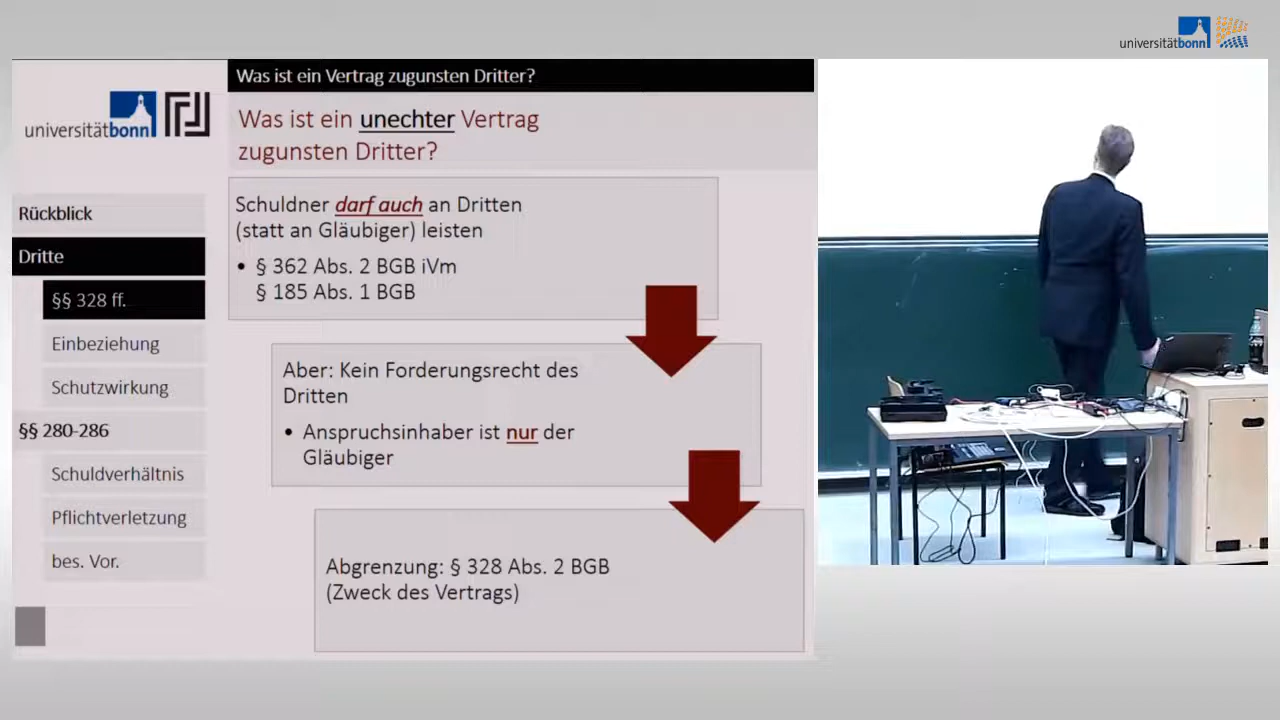 universitätbonn
Was ist ein Vertrag zugunsten Dritter?
universitätbonn
Was ist ein unechter Vertrag
zugunsten Dritter?
Rückblick
Dritte
§§ 328 ff.
Einbeziehung
Schutzwirkung
§§ 280-286
Schuldverhältnis
Pflichtverletzung
bes. Vor.
Schuldner darf auch an Dritten
(statt an Gläubiger) leisten
• § 362 Abs. 2 BGB iVm
§ 185 Abs. 1 BGB
Aber: Kein Forderungsrecht des
Dritten
• Anspruchsinhaber ist nur der
Gläubiger
Abgrenzung: § 328 Abs. 2 BGB
(Zweck des Vertrags)